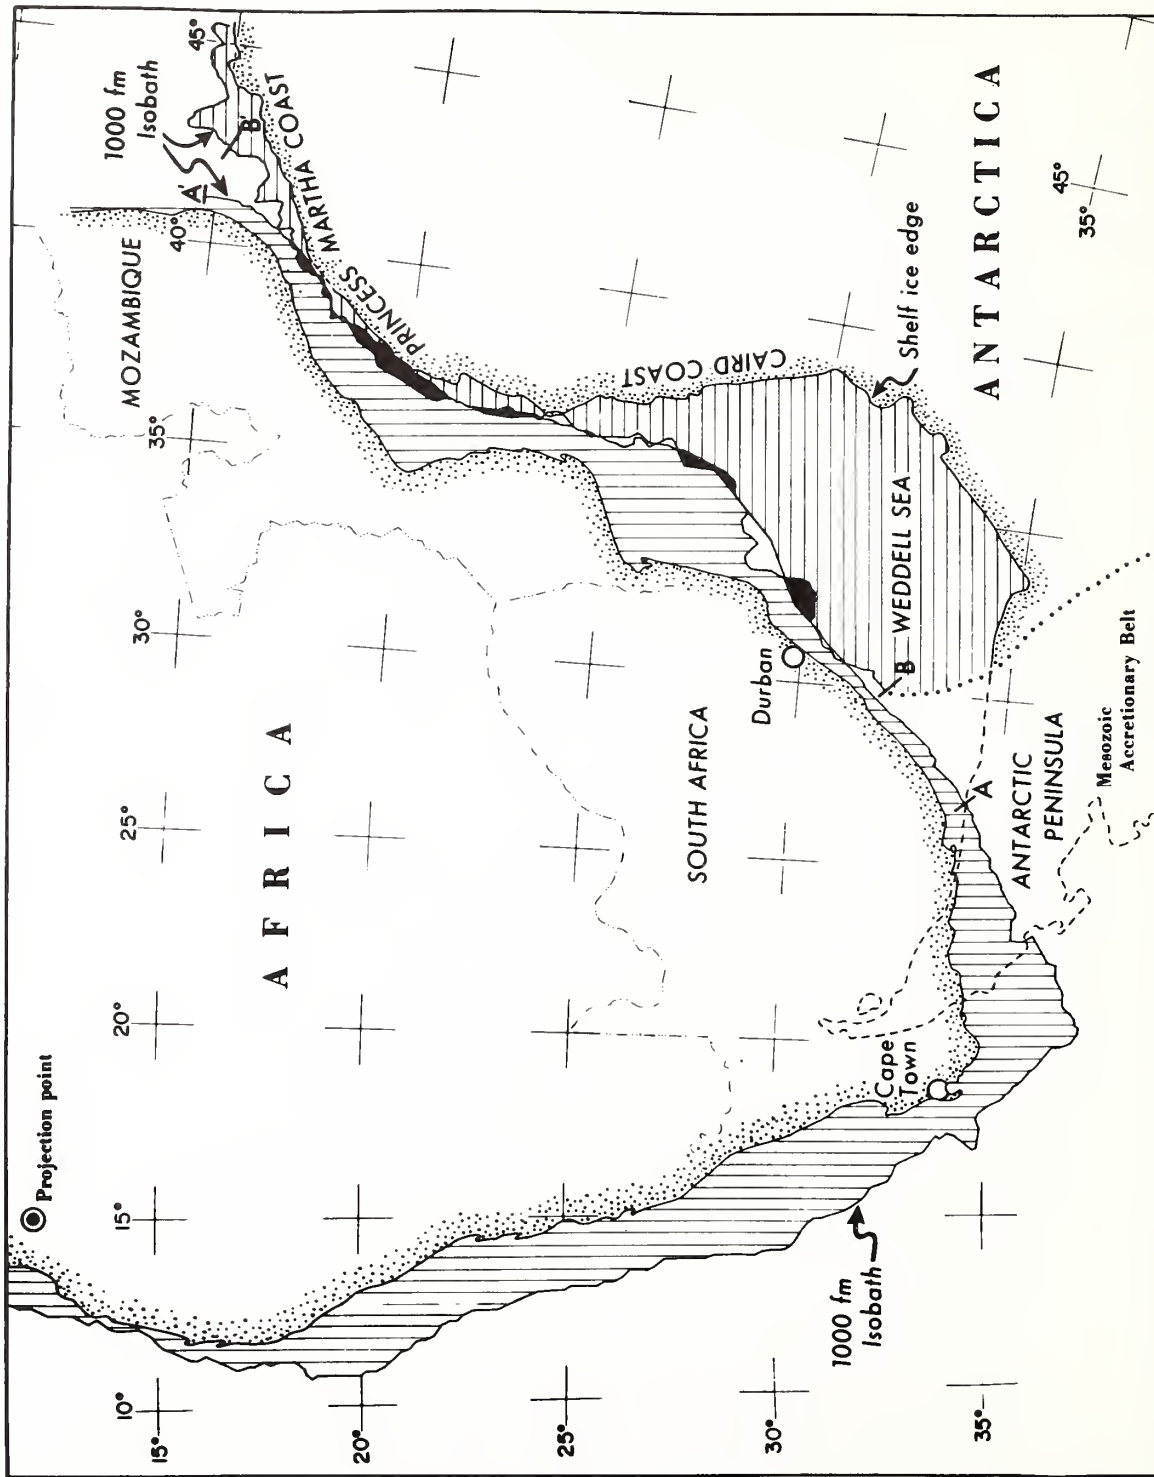 Projection point
1000 fm
Isobath
10°
15°
20°
25°
30°
35°
40°
45°
MOZAMBIQUE
A'
B'
15°
AFRICA
PRINCESS MARTHA COAST
20°
25°
CAIRD COAST
SOUTH AFRICA
Durban
30°
1000 fm
Isobath
Cape
Town
WEDDELL SEA
B
Shelf ice edge
35°
A
ANTARCTICA
ANTARCTIC
PENINSULA
45°
35°
Mesozoic
Accretionary Belt